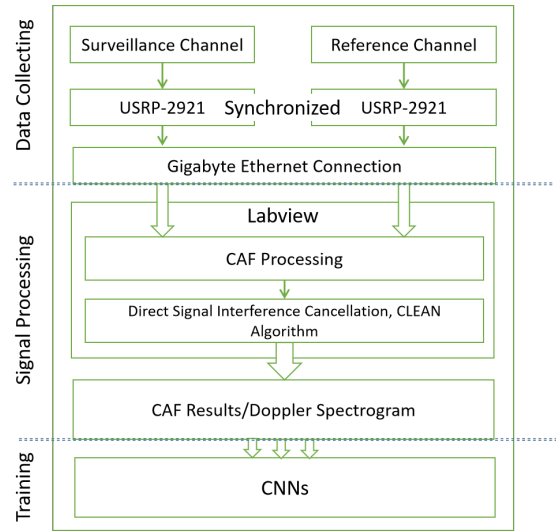 Data Collecting
Surveillance Channel
Reference Channel
USRP-2921
Synchronized
USRP-2921
Gigabyte Ethernet Connection
Signal Processing
Labview
CAF Processing
Direct Signal Interference Cancellation, CLEAN
Algorithm
CAF Results/Doppler Spectrogram
Training
CNNs